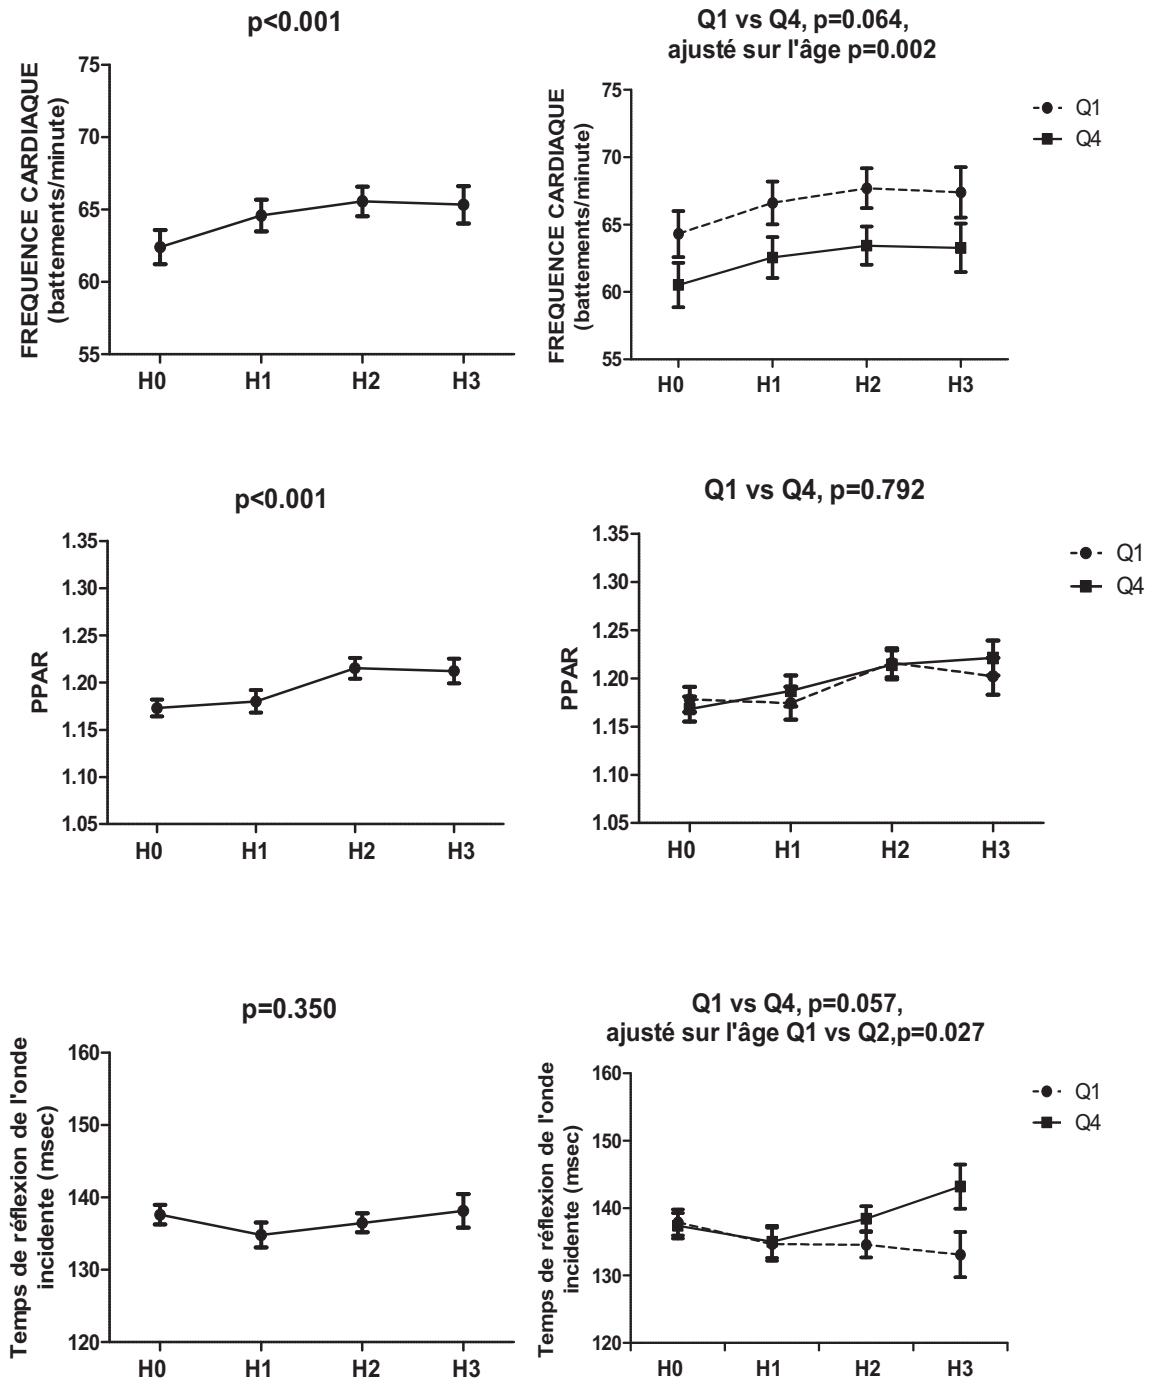 p<0.001
FREQUENCE CARDIAQUE
(battements/minute)
75
70
65
60
55
H0 H1 H2 H3
Q1 vs Q4, p=0.064,
ajusté sur l'âge p=0.002
FREQUENCE CARDIAQUE
(battements/minute)
75
70
65
60
55
H0 H1 H2 H3
Q1
Q4
p<0.001
PPAR
1.35
1.30
1.25
1.20
1.15
1.10
1.05
H0 H1 H2 H3
Q1 vs Q4, p=0.792
PPAR
1.35
1.30
1.25
1.20
1.15
1.10
1.05
H0 H1 H2 H3
Q1
Q4
p=0.350
Temps de réflexion de l'onde
incidente (msec)
160
150
140
130
120
H0 H1 H2 H3
Q1 vs Q4, p=0.057,
ajusté sur l'âge Q1 vs Q2,p=0.027
Temps de réflexion de l'onde
incidente (msec)
160
150
140
130
120
H0 H1 H2 H3
Q1
Q4